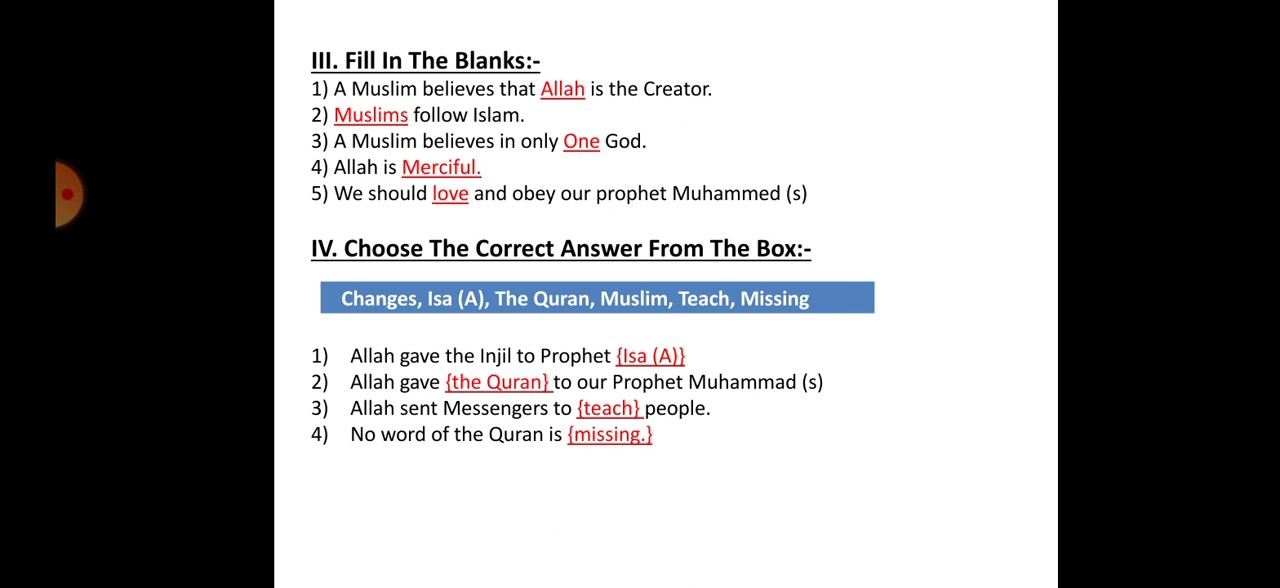 III. Fill In The Blanks:-
1) A Muslim believes that Allah is the Creator.
2) Muslims follow Islam.
3) A Muslim believes in only One God.
4) Allah is Merciful.
5) We should love and obey our prophet Muhammed (s)
IV. Choose The Correct Answer From The Box:-
Changes, Isa (A), The Quran, Muslim, Teach, Missing
1) Allah gave the Injil to Prophet {Isa (A)}
2) Allah gave {the Quran} to our Prophet Muhammad (s)
3) Allah sent Messengers to {teach} people.
4) No word of the Quran is {missing.}